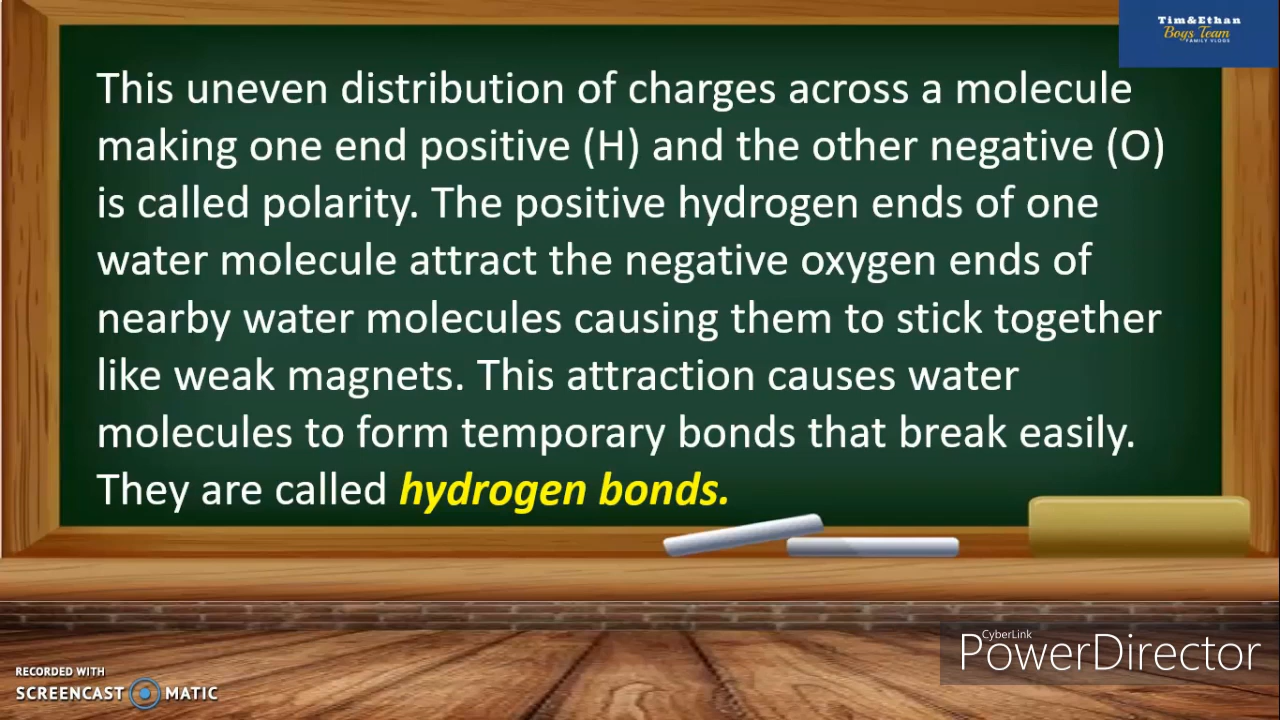 Tim&Ethan
Boys Team
FAMILY VLOGS
This uneven distribution of charges across a molecule
making one end positive (H) and the other negative (O)
is called polarity. The positive hydrogen ends of one
water molecule attract the negative oxygen ends of
nearby water molecules causing them to stick together
like weak magnets. This attraction causes water
molecules to form temporary bonds that break easily.
They are called hydrogen bonds.
CyberLink
PowerDirector
RECORDED WITH
SCREENCAST MATIC